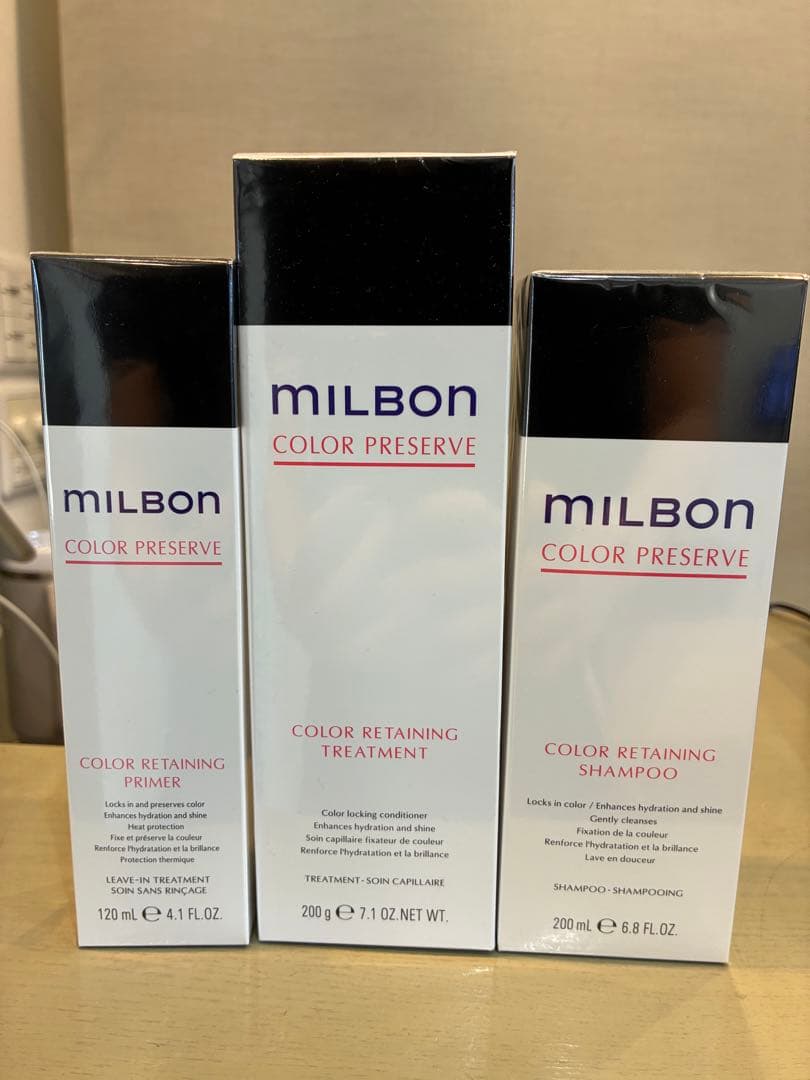 MILBON
COLOR PRESERVE
COLOR RETAINING
PRIMER
Locks in and preserves color
Enhances hydration and shine
Heat protection
Fixe et préserve la couleur
Renforce l'hydratation et la brillance
Protection thermique
LEAVE-IN TREATMENT
SOIN SANS RINÇAGE
120 mL ℮ 4.1 FL.OZ.
MILBON
COLOR PRESERVE
COLOR RETAINING
TREATMENT
Color locking conditioner
Enhances hydration and shine
Soin capillaire fixateur de couleur
Renforce l'hydratation et la brillance
TREATMENT - SOIN CAPILLAIRE
200 g ℮ 7.1 OZ.NET WT.
MILBON
COLOR PRESERVE
COLOR RETAINING
SHAMPOO
Locks in color / Enhances hydration and shine
Gently cleanses
Fixation de la couleur
Renforce l'hydratation et la brillance
Lave en douceur
SHAMPOO - SHAMPOOING
200 mL ℮ 6.8 FL.OZ.